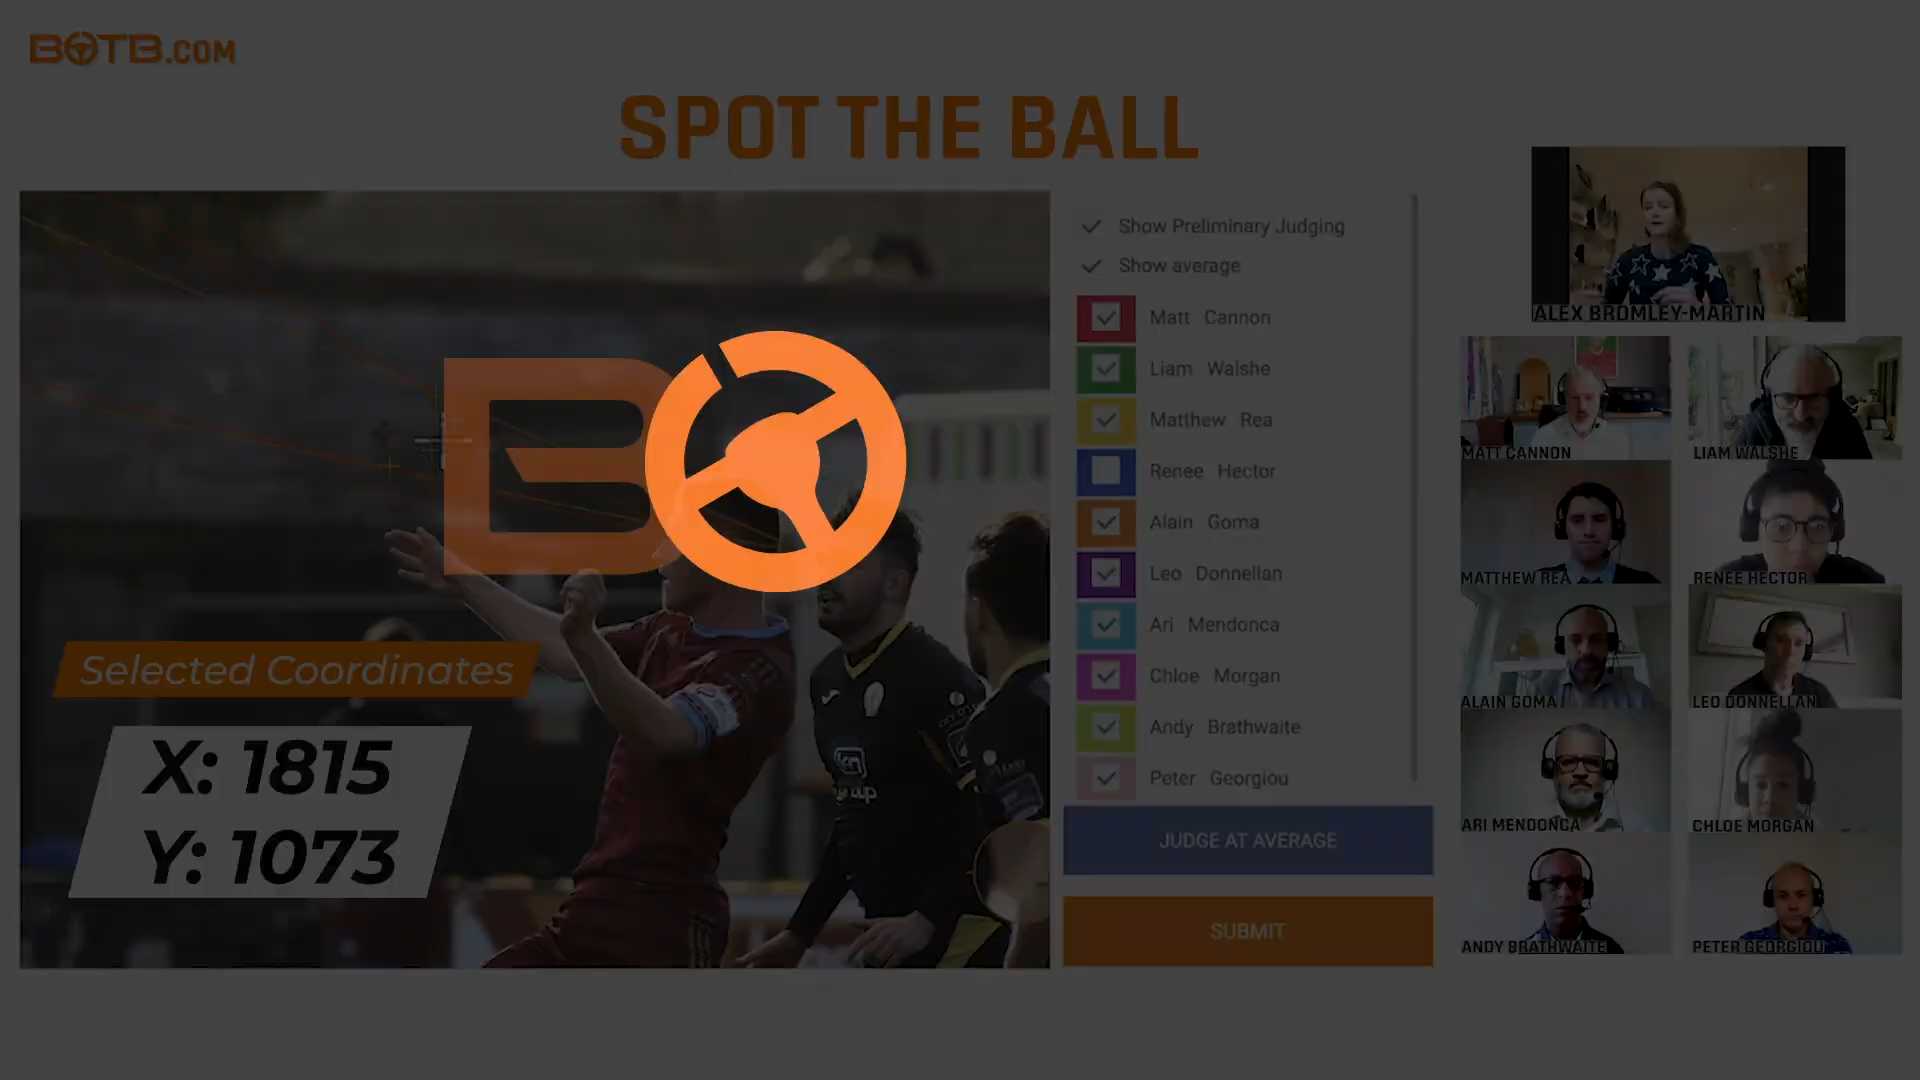 BOTB.COM
SPOT THE BALL
Show Preliminary Judging
Show average
Matt Cannon
Liam Walshe
Matthew Rea
Renee Hector
Alain Goma
Leo Donnellan
Ari Mendonca
Chloe Morgan
Andy Brathwaite
Peter Georgiou
JUDGE AT AVERAGE
SUBMIT
Selected Coordinates
X: 1815
Y: 1073
BO
ALEX BROMLEY-MARTIN
MATT CANNON
LIAM WALSHE
MATTHEW REA
RENEE HECTOR
ALAIN GOMA
LEO DONNELLAN
ARI MENDONCA
CHLOE MORGAN
ANDY BRATHWAITE
PETER GEORGIOU